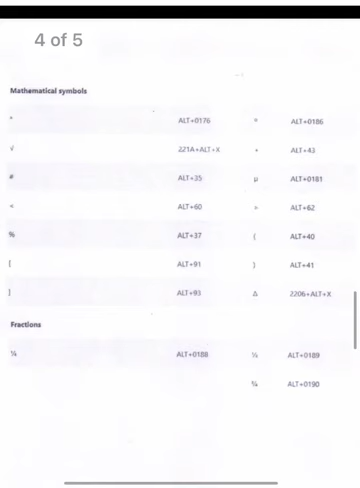 4 of 5
Mathematical symbols
° ALT+0176 º ALT+0186
√ 221A+ALT+X + ALT+43
# ALT+35 µ ALT+0181
< ALT+60 > ALT+62
% ALT+37 ( ALT+40
[ ALT+91 ) ALT+41
] ALT+93 ∆ 2206+ALT+X
Fractions
¼ ALT+0188 ½ ALT+0189
¾ ALT+0190